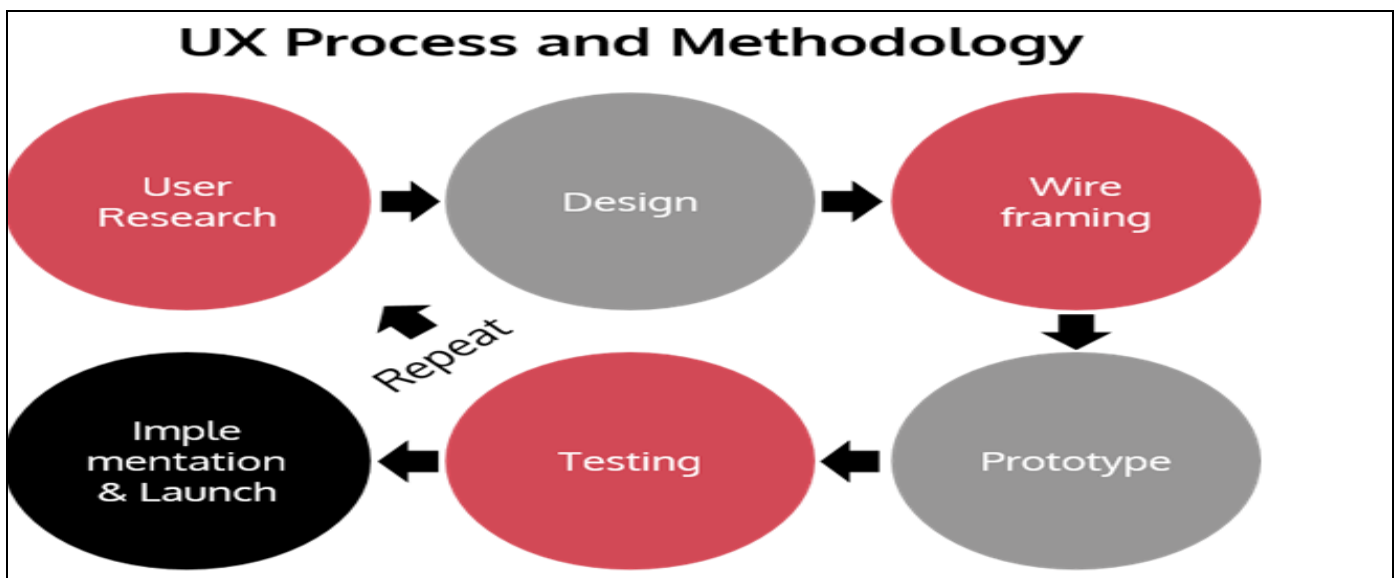 UX Process and Methodology
User
Research
Design
Wire
framing
Repeat
Imple
mentation
& Launch
Testing
Prototype